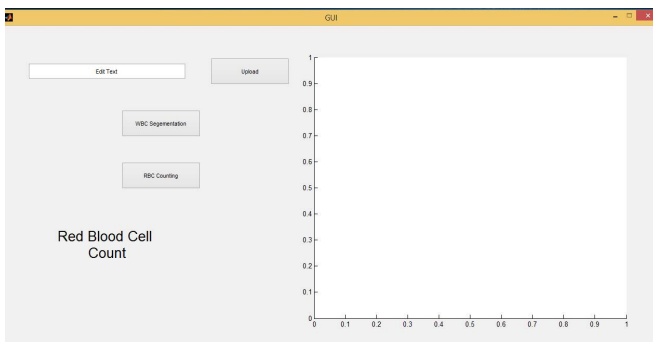 GUI
Edit Text
Upload
WBC Segementation
RBC Counting
Red Blood Cell
Count
1
0.9
0.8
0.7
0.6
0.5
0.4
0.3
0.2
0.1
0
0 0.1 0.2 0.3 0.4 0.5 0.6 0.7 0.8 0.9 1